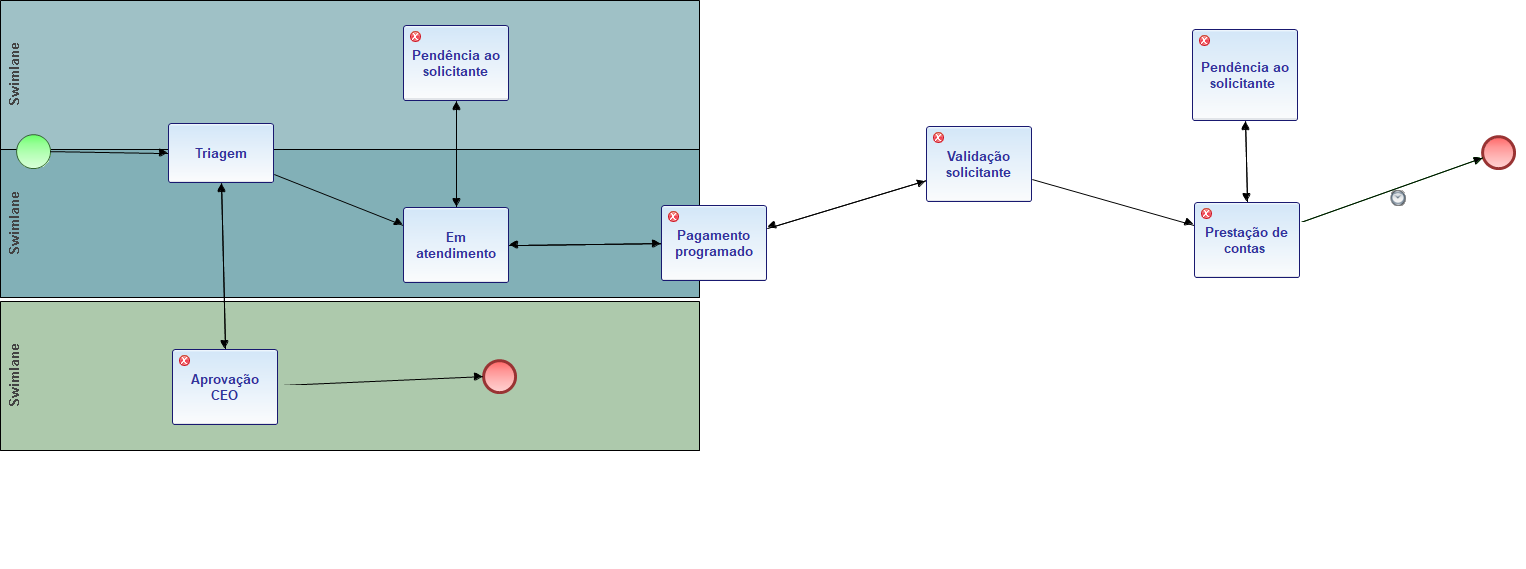 Swimlane
Pendência ao
solicitante
Triagem
Swimlane
Em
atendimento
Pagamento
programado
Validação
solicitante
Pendência ao
solicitante
Prestação de
contas
Swimlane
Aprovação
CEO